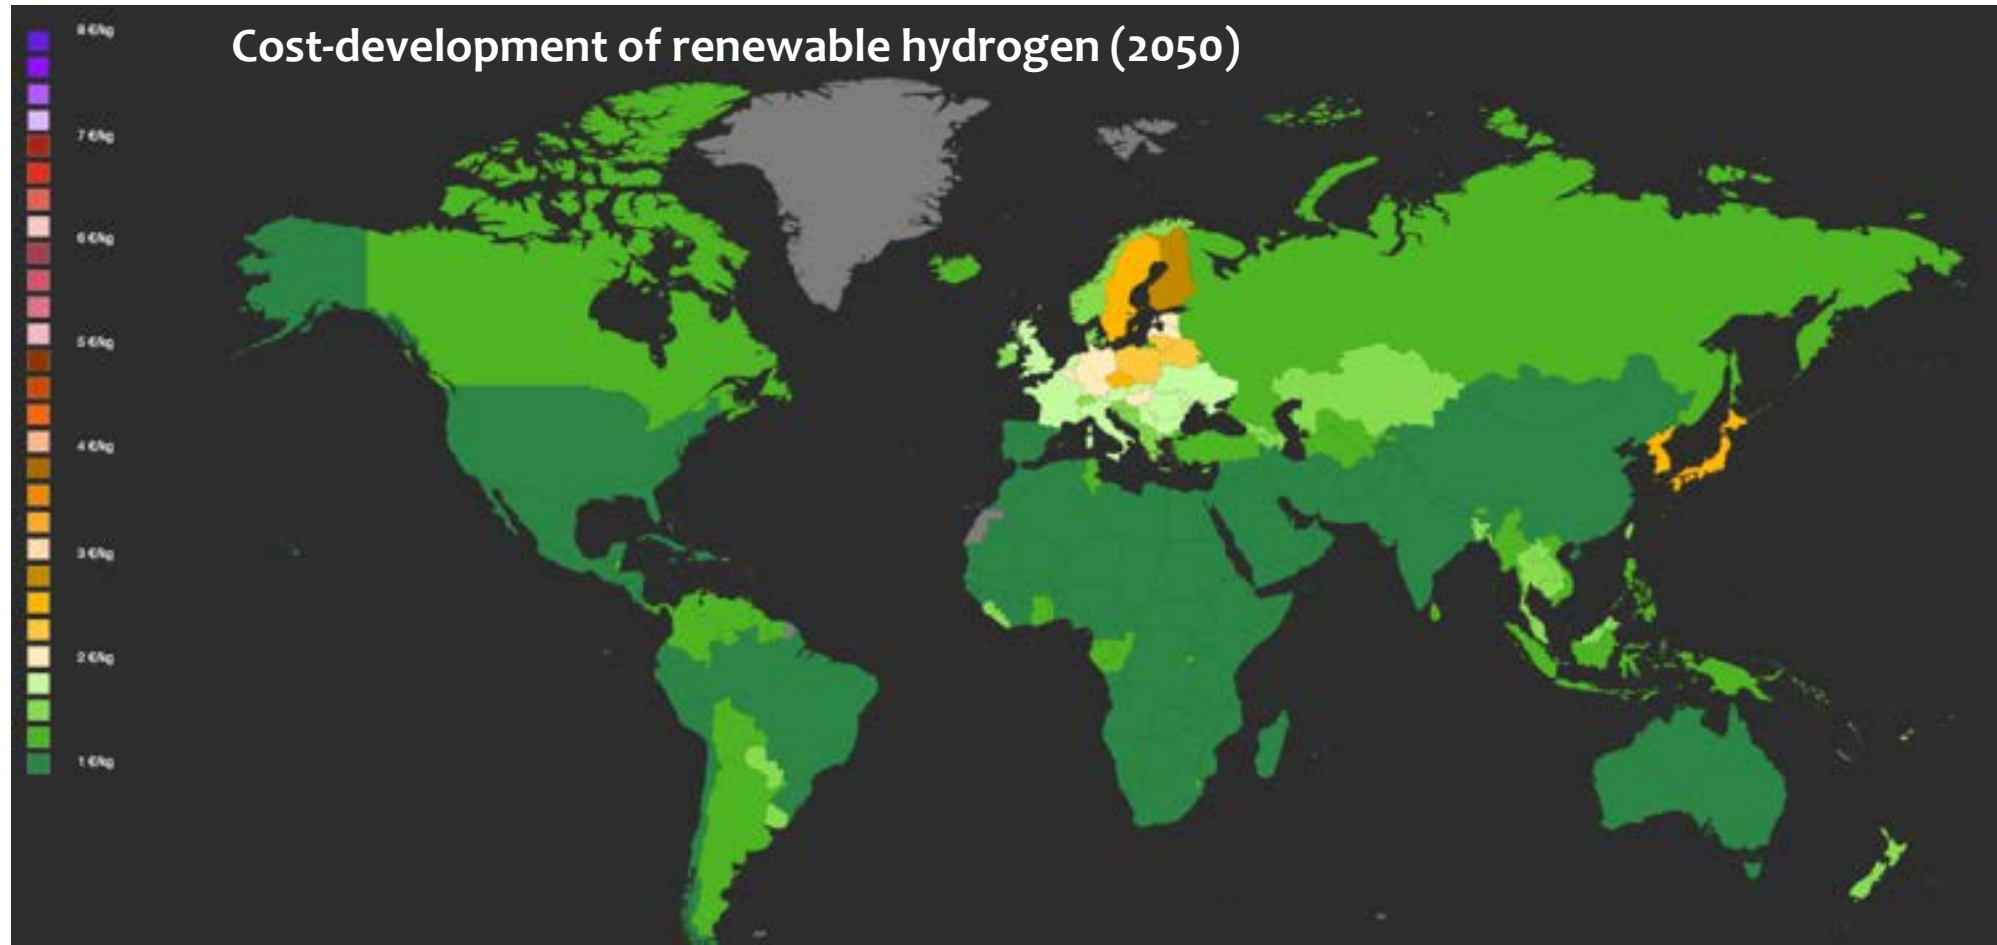 Cost-development of renewable hydrogen (2050)
8 €/kg
7 €/kg
6 €/kg
5 €/kg
4 €/kg
3 €/kg
2 €/kg
1 €/kg